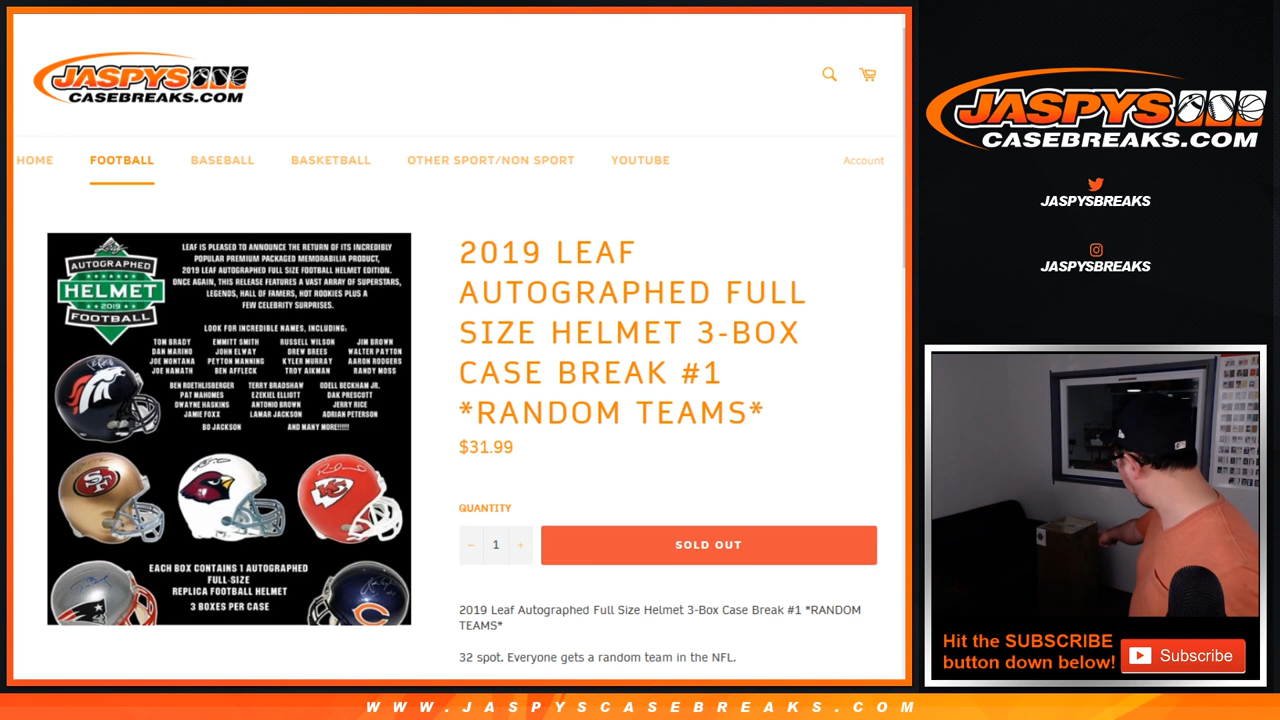 JASPYS
CASEBREAKS.COM
HOME FOOTBALL BASEBALL BASKETBALL OTHER SPORT/NON SPORT YOUTUBE Account
LEAF IS PLEASED TO ANNOUNCE THE RETURN OF ITS INCREDIBLY
POPULAR PREMIUM PACKAGED MEMORABILIA PRODUCT,
2019 LEAF AUTOGRAPHED FULL SIZE FOOTBALL HELMET EDITION.
ONCE AGAIN, THIS RELEASE FEATURES A VAST ARRAY OF SUPERSTARS,
LEGENDS, HALL OF FAMERS, HOT ROOKIES PLUS A
FEW CELEBRITY SURPRISES.
AUTOGRAPHED
HELMET
2019
FOOTBALL
LOOK FOR INCREDIBLE NAMES, INCLUDING:
TOM BRADY EMMITT SMITH RUSSELL WILSON JIM BROWN
DAN MARINO JOHN ELWAY DREW BREES WALTER PAYTON
JOE MONTANA PEYTON MANNING KYLER MURRAY AARON RODGERS
JOE NAMATH BEN AFFLECK TROY AIKMAN RANDY MOSS
BEN ROETHLISBERGER TERRY BRADSHAW ODELL BECKHAM JR.
PAT MAHOMES EZEKIEL ELLIOTT DAK PRESCOTT
DWAYNE HASKINS ANTONIO BROWN JERRY RICE
JAMIE FOXX LAMAR JACKSON ADRIAN PETERSON
BO JACKSON AND MANY MORE!!!!!!
EACH BOX CONTAINS 1 AUTOGRAPHED
FULL-SIZE
REPLICA FOOTBALL HELMET
3 BOXES PER CASE
2019 LEAF
AUTOGRAPHED FULL
SIZE HELMET 3-BOX
CASE BREAK #1
*RANDOM TEAMS*
$31.99
QUANTITY
− 1 + SOLD OUT
2019 Leaf Autographed Full Size Helmet 3-Box Case Break #1 *RANDOM
TEAMS*
32 spot. Everyone gets a random team in the NFL.
JASPYS
CASEBREAKS.COM
JASPYSBREAKS
JASPYSBREAKS
Hit the SUBSCRIBE
button down below!
Subscribe
WWW.JASPYSCASEBREAKS.COM